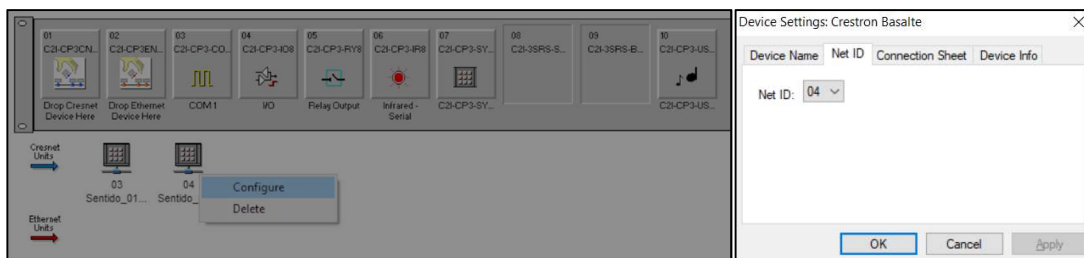 01 02 03 04 05 06 07 08 09 10
C2I-CP3CN... C2I-CP3EN... C2I-CP3-CO... C2I-CP3-IO8 C2I-CP3-RY8 C2I-CP3-IR8 C2I-CP3-SY... C2I-3SRS-S... C2I-3SRS-B... C2I-CP3-US...
Drop Cresnet Drop Ethernet COM 1 I/O Relay Output Infrared - C2I-CP3-SY... C2I-CP3-US...
Device Here Device Here Serial
Cresnet
Units
03 04
Sentido_01... Sentido_
Configure
Delete
Ethernet
Units
Device Settings: Crestron Basalte
Device Name Net ID Connection Sheet Device Info
Net ID: 04
OK Cancel Apply